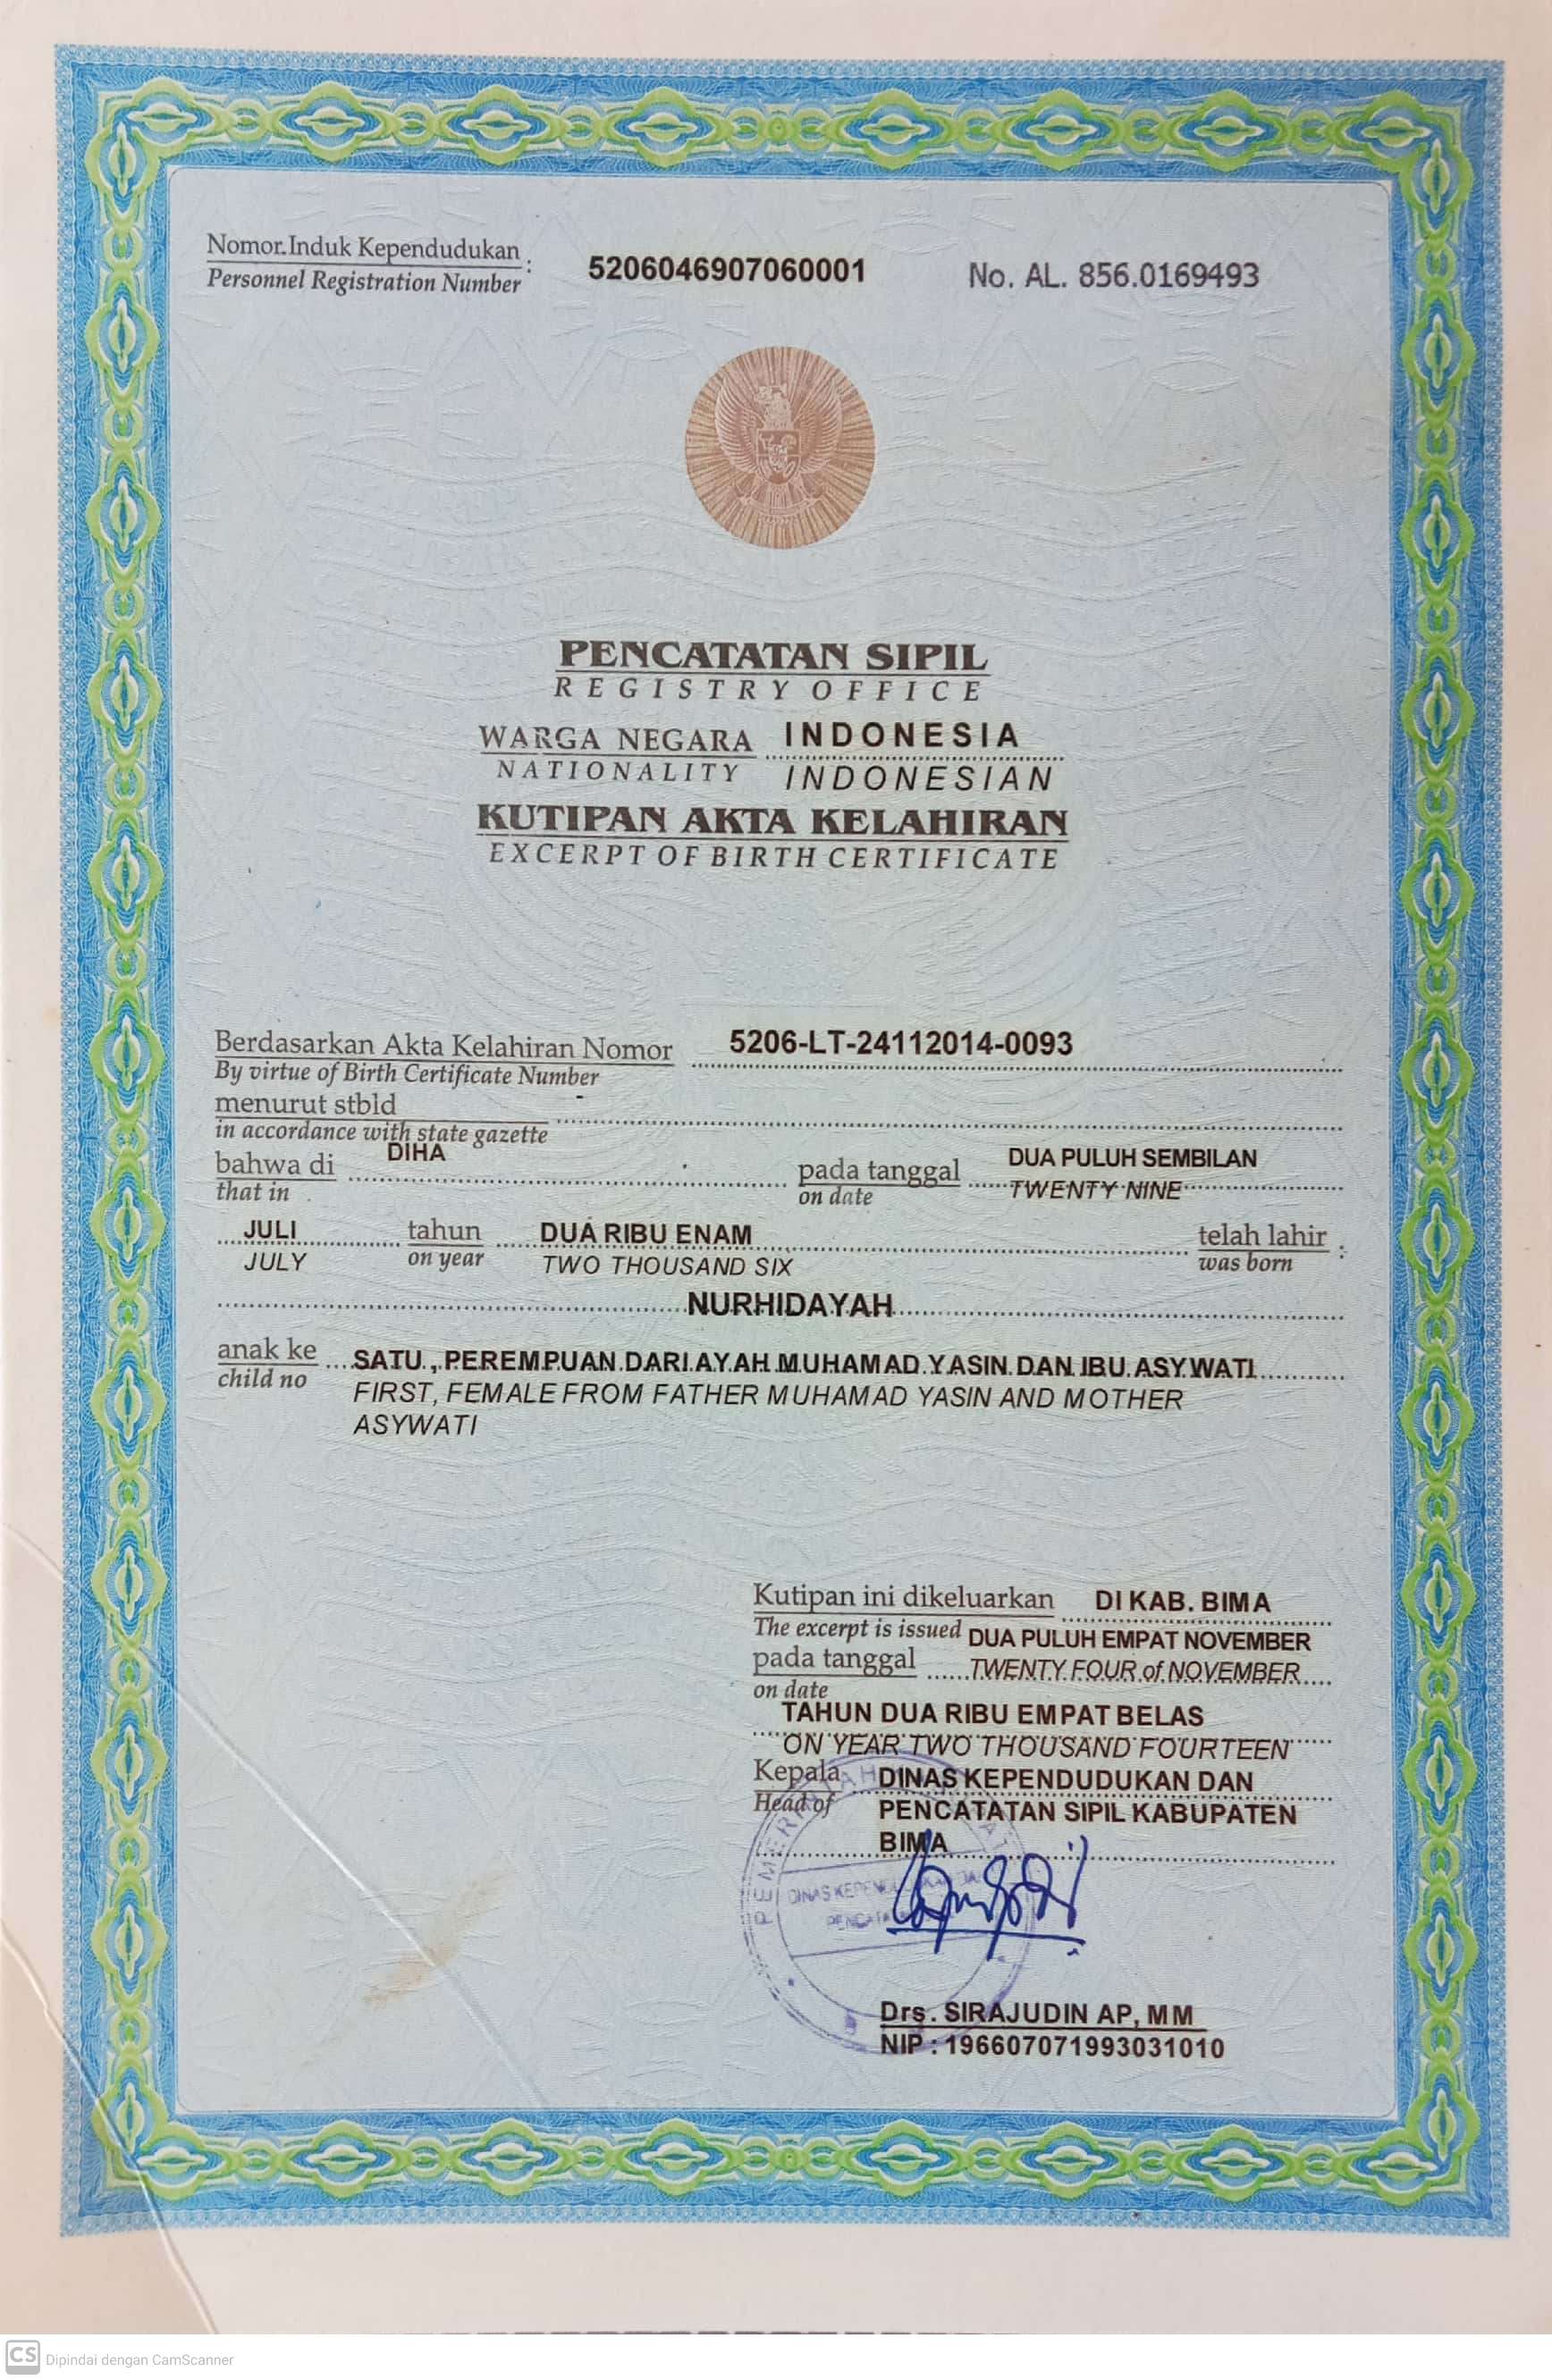 Nomor Induk Kependudukan : 5206046907060001 No. AL. 856.0169493
Personnel Registration Number
PENCATATAN SIPIL
REGISTRY OFFICE
WARGA NEGARA INDONESIA
NATIONALITY INDONESIAN
KUTIPAN AKTA KELAHIRAN
EXCERPT OF BIRTH CERTIFICATE
Berdasarkan Akta Kelahiran Nomor 5206-LT-24112014-0093
By virtue of Birth Certificate Number
menurut stbld -
in accordance with state gazette
bahwa di DIHA pada tanggal DUA PULUH SEMBILAN
that in on date TWENTY NINE
JULI tahun DUA RIBU ENAM telah lahir :
JULY on year TWO THOUSAND SIX was born
NURHIDAYAH
anak ke SATU, PEREMPUAN DARI AYAH MUHAMAD YASIN DAN IBU ASYWATI
child no FIRST, FEMALE FROM FATHER MUHAMAD YASIN AND MOTHER
ASYWATI
Kutipan ini dikeluarkan DI KAB. BIMA
The excerpt is issued DUA PULUH EMPAT NOVEMBER
pada tanggal TWENTY FOUR of NOVEMBER
on date
TAHUN DUA RIBU EMPAT BELAS
ON YEAR TWO THOUSAND FOURTEEN
Kepala DINAS KEPENDUDUKAN DAN
Head of PENCATATAN SIPIL KABUPATEN
BIMA
DINAS
Drs. SIRAJUDIN AP, MM
NIP : 196607071993031010
CS Dipindai dengan CamScanner